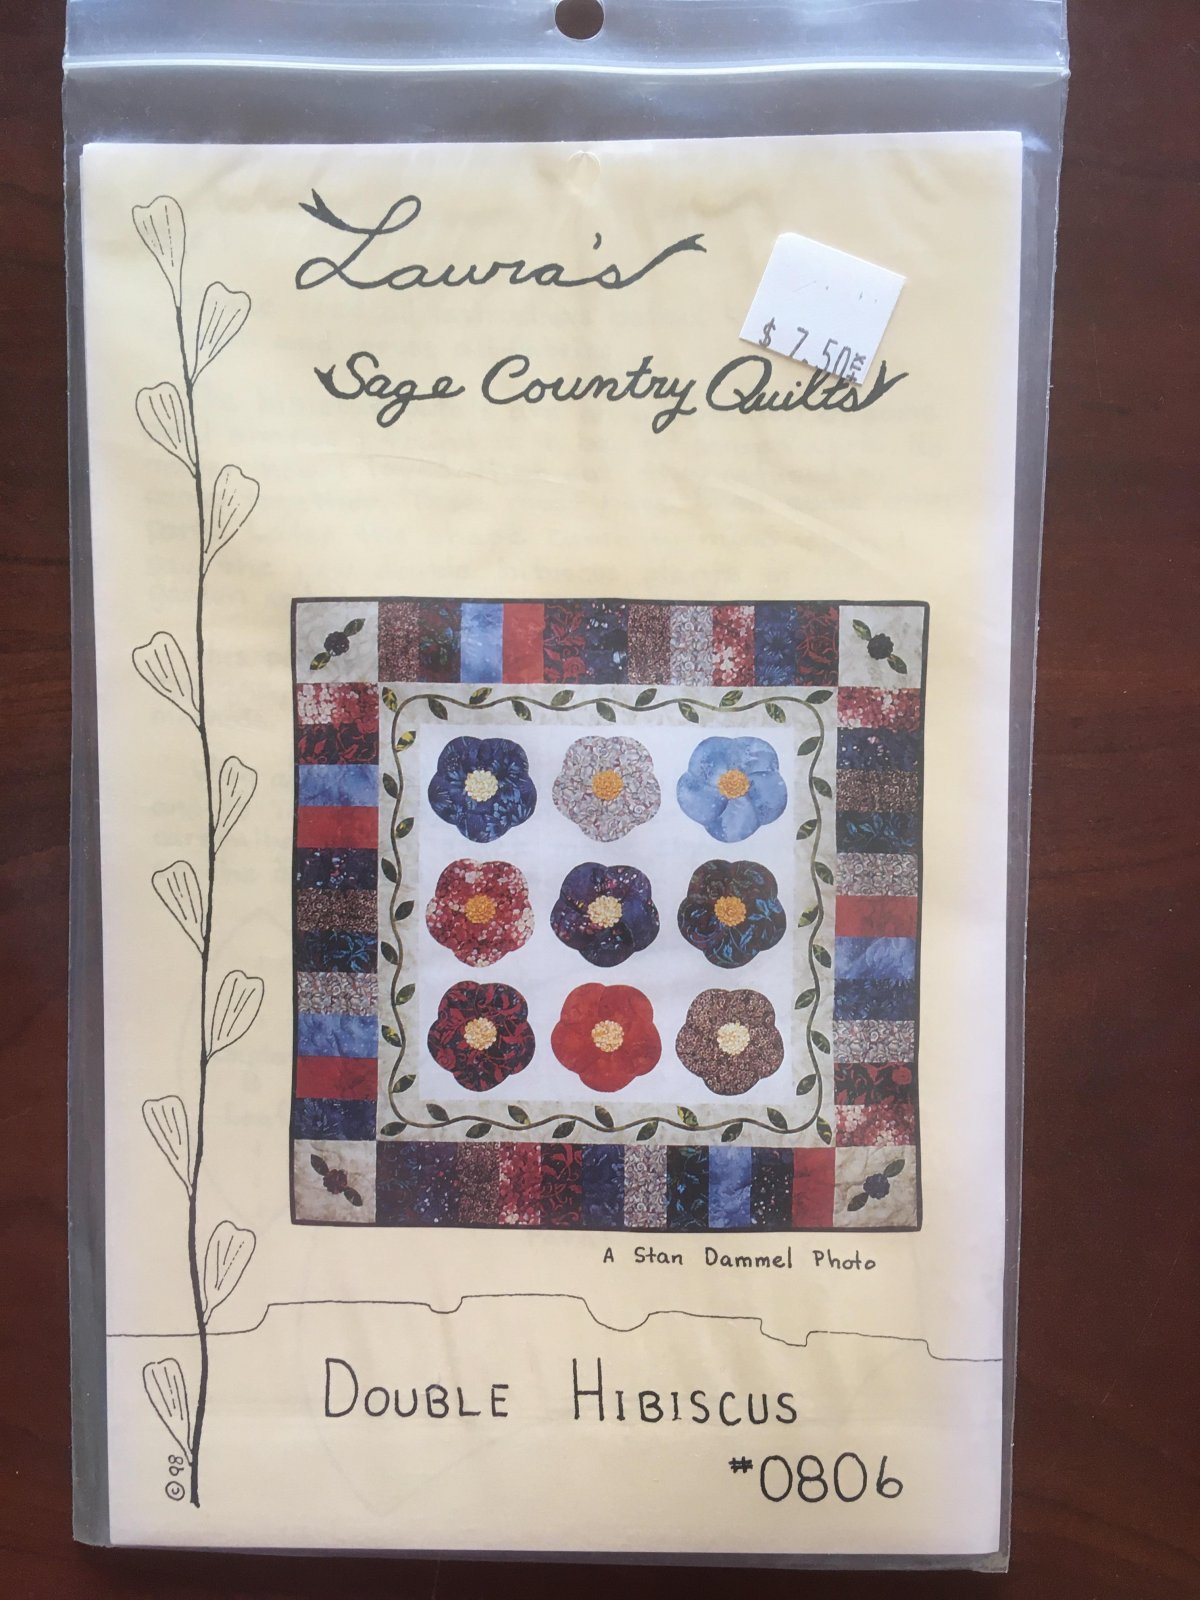 Laura's
$ 7.50
Sage Country Quilts
A Stan Dammel Photo
DOUBLE HIBISCUS
#0806
© 98